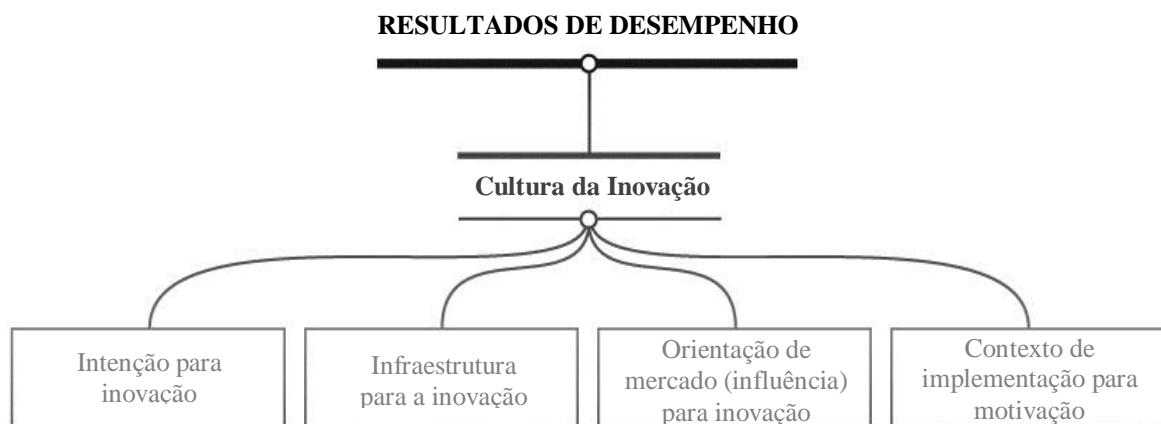 RESULTADOS DE DESEMPENHO
Cultura da Inovação
Intenção para
inovação
Infraestrutura
para a inovação
Orientação de
mercado (influência)
para inovação
Contexto de
implementação para
motivação